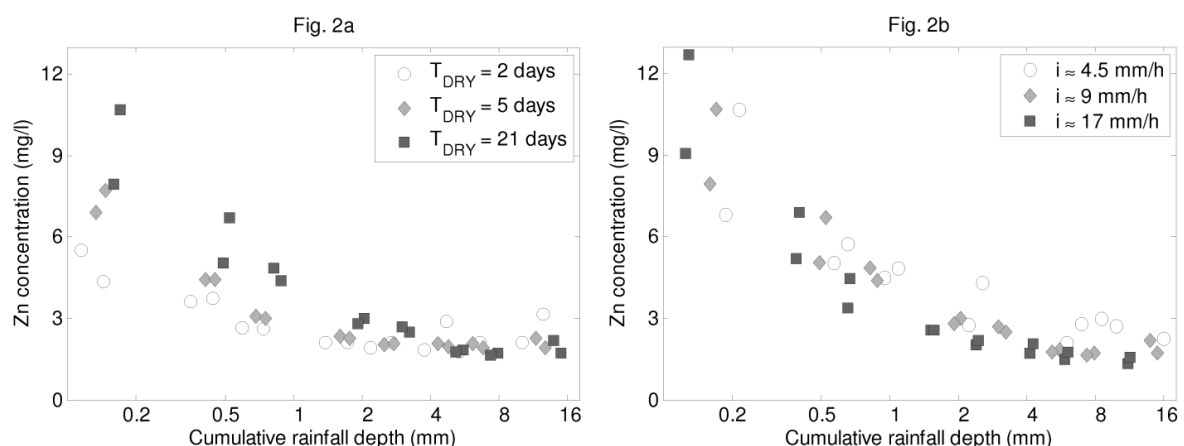 Fig. 2a
Zn concentration (mg/l)
12
9
6
3
0
T_DRY = 2 days
T_DRY = 5 days
T_DRY = 21 days
0.2 0.5 1 2 4 8 16
Cumulative rainfall depth (mm)
Fig. 2b
Zn concentration (mg/l)
12
9
6
3
0
i ≈ 4.5 mm/h
i ≈ 9 mm/h
i ≈ 17 mm/h
0.2 0.5 1 2 4 8 16
Cumulative rainfall depth (mm)